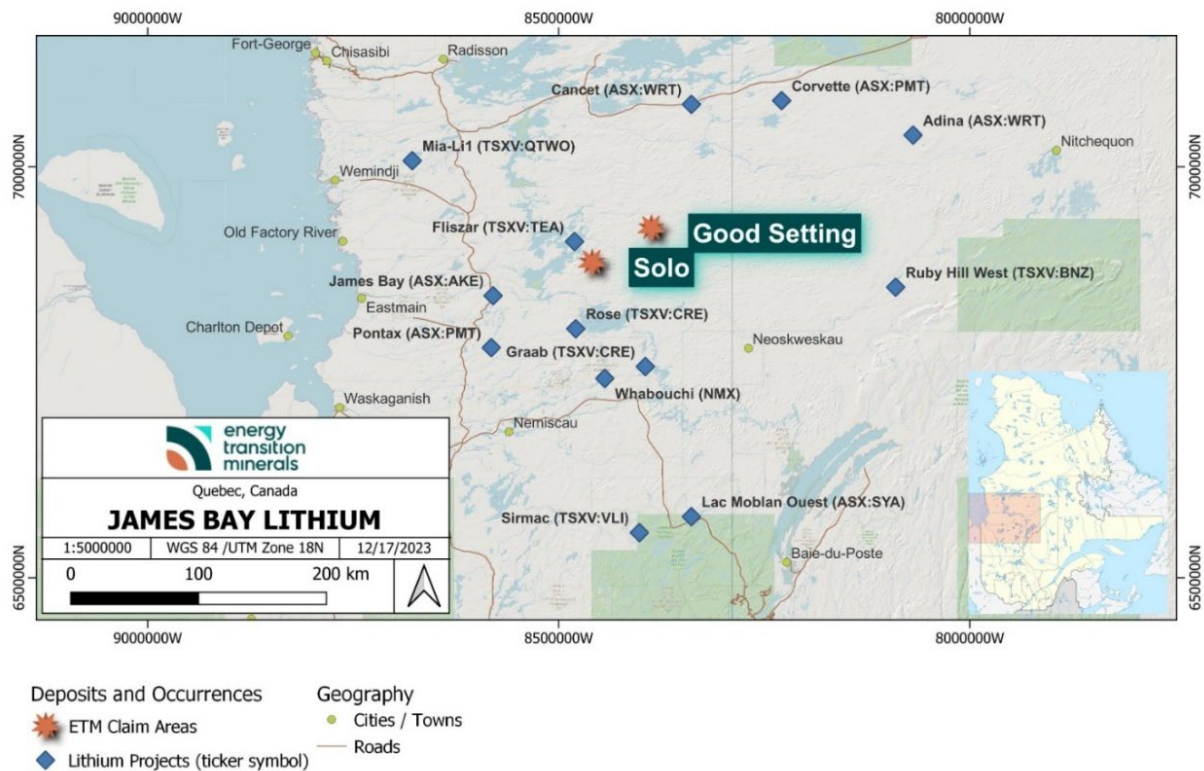 9000000W
8500000W
8000000W
Fort-George
Chisasibi
Radisson
Cancet (ASX:WRT)
Corvette (ASX:PMT)
Adina (ASX:WRT)
Nitchequon
Mia-Li1 (TSXV:QTWO)
7000000N
7000000N
Wemindji
Fliszar (TSXV:TEA)
Good Setting
Old Factory River
Solo
Ruby Hill West (TSXV:BNZ)
James Bay (ASX:AKE)
Eastmain
Rose (TSXV:CRE)
Charlton Depot
Pontax (ASX:PMT)
Graab (TSXV:CRE)
Neoskweskau
Whabouchi (NMX)
Waskaganish
Nemiscau
energy
transition
minerals
Quebec, Canada
JAMES BAY LITHIUM
1:5000000
WGS 84 /UTM Zone 18N
12/17/2023
0 100 200 km
Lac Moblan Ouest (ASX:SYA)
Sirmac (TSXV:VLI)
Baie-du-Poste
6500000N
6500000N
9000000W
8500000W
8000000W
Deposits and Occurrences
ETM Claim Areas
Lithium Projects (ticker symbol)
Geography
Cities / Towns
Roads